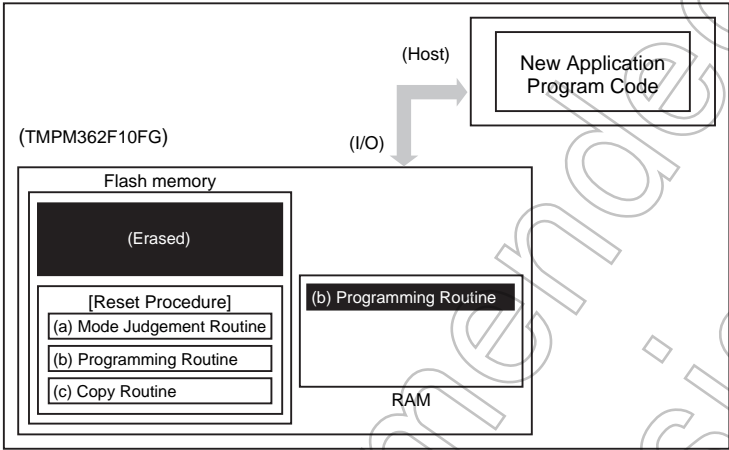 (Host)
New Application
Program Code
(TMPM362F10FG)
(I/O)
Flash memory
(Erased)
[Reset Procedure]
(a) Mode Judgement Routine
(b) Programming Routine
(c) Copy Routine
(b) Programming Routine
RAM